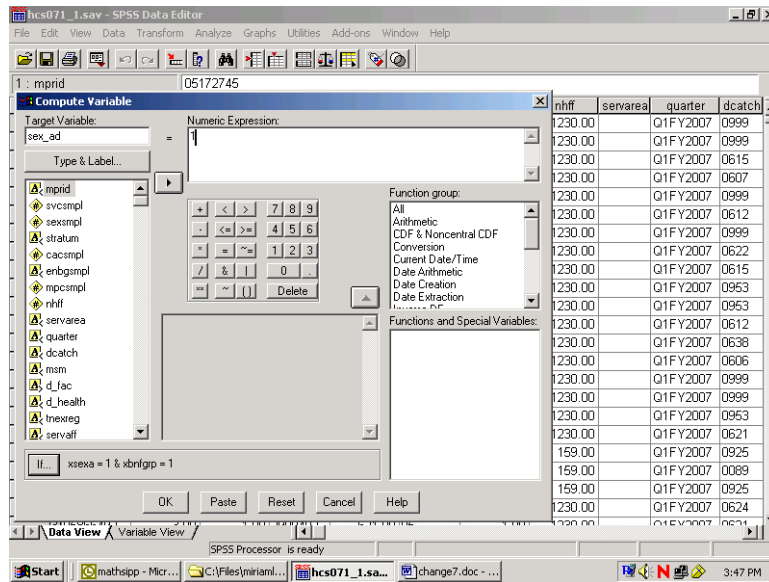 hcs071_1.sav - SPSS Data Editor
File Edit View Data Transform Analyze Graphs Utilities Add-ons Window Help
1 : mprid 05172745
Compute Variable
Target Variable:
sex_ad
=
Numeric Expression:
1
Type & Label...
mprid
svcsmpl
sexsmpl
stratum
cacsmpl
enbgsmpl
mpcsmpl
nhff
servarea
quarter
dcatch
msm
d_fac
d_health
tnexreg
servaff
+ < > 7 8 9
- <= >= 4 5 6
* = ~= 1 2 3
/ & | 0 .
** ~ () Delete
Function group:
All
Arithmetic
CDF & Noncentral CDF
Conversion
Current Date/Time
Date Arithmetic
Date Creation
Date Extraction
Functions and Special Variables:
If... xsexa = 1 & xbnfgrp = 1
OK Paste Reset Cancel Help
nhff servarea quarter dcatch
1230.00 Q1FY2007 0999
1230.00 Q1FY2007 0999
1230.00 Q1FY2007 0615
1230.00 Q1FY2007 0607
1230.00 Q1FY2007 0999
1230.00 Q1FY2007 0612
1230.00 Q1FY2007 0999
1230.00 Q1FY2007 0622
1230.00 Q1FY2007 0615
1230.00 Q1FY2007 0953
1230.00 Q1FY2007 0953
1230.00 Q1FY2007 0612
1230.00 Q1FY2007 0638
1230.00 Q1FY2007 0606
1230.00 Q1FY2007 0999
1230.00 Q1FY2007 0999
1230.00 Q1FY2007 0953
1230.00 Q1FY2007 0621
159.00 Q1FY2007 0925
159.00 Q1FY2007 0089
159.00 Q1FY2007 0925
1230.00 Q1FY2007 0624
Data View Variable View
SPSS Processor is ready
Start mathsipp - Micr... C:\Files\miriaml... hcs071_1.sa... change7.doc - ... 3:47 PM